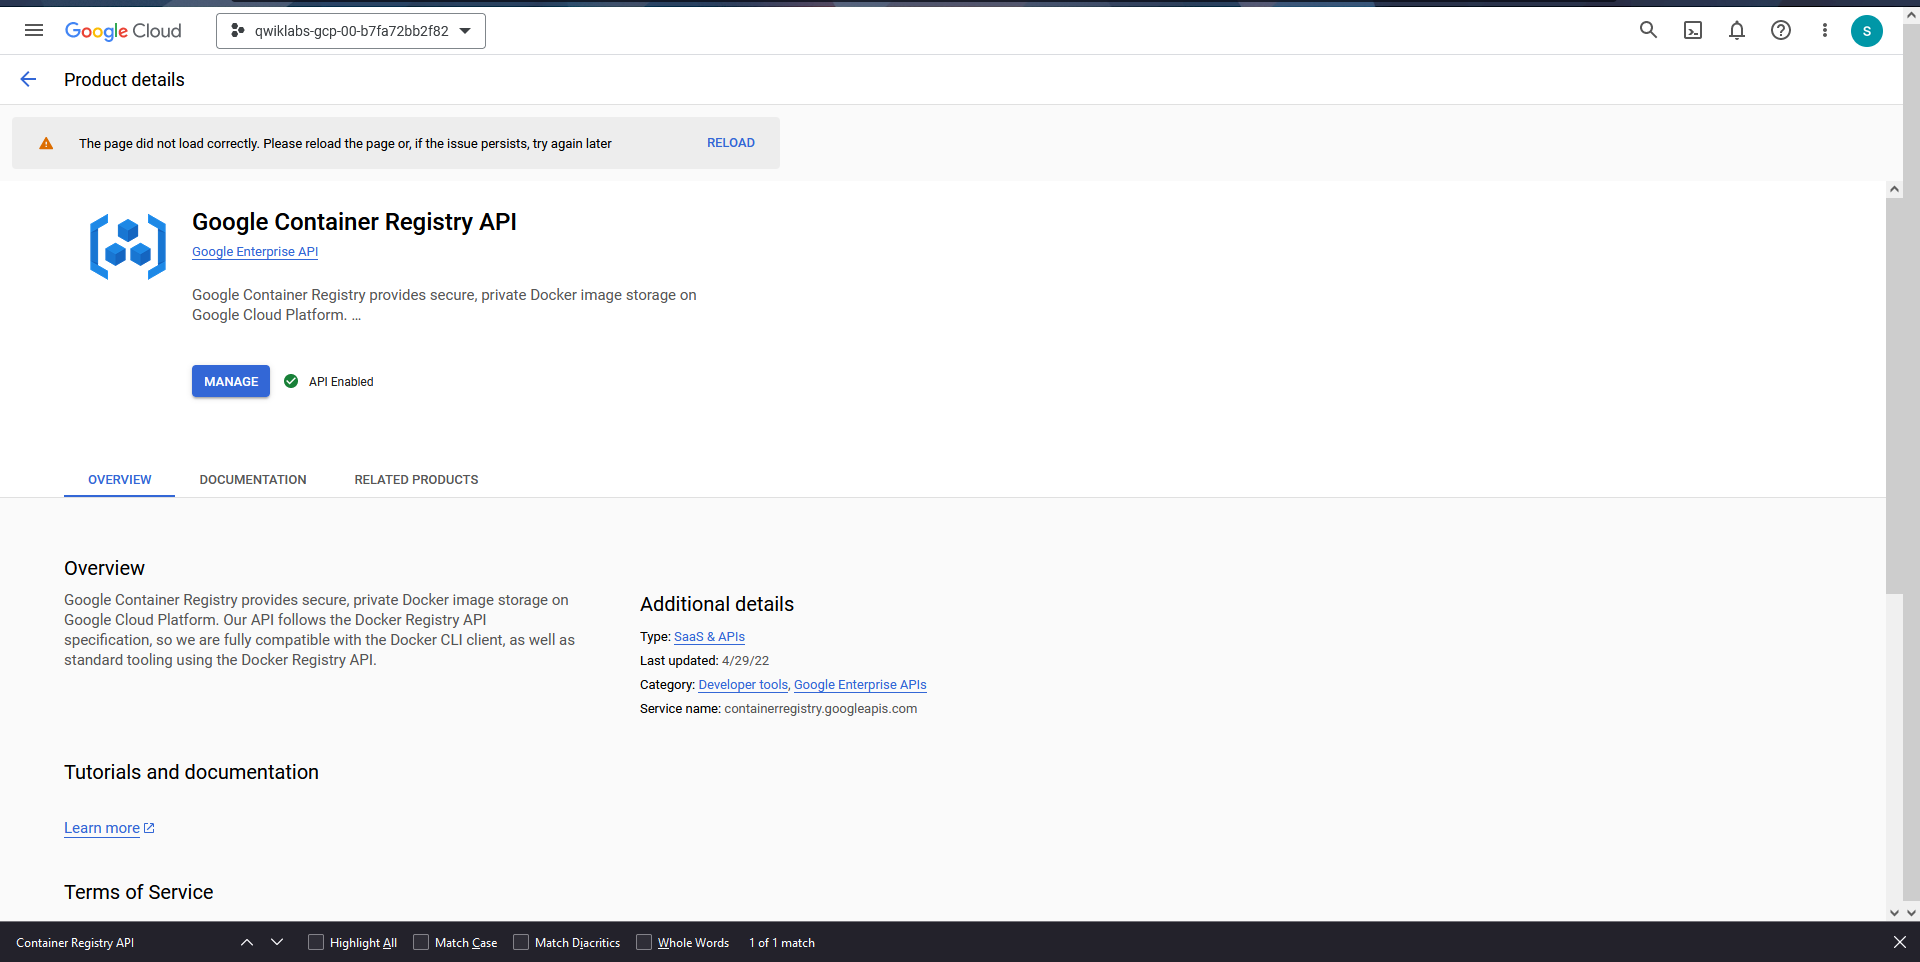 Google Cloud
qwiklabs-gcp-00-b7fa72bb2f82
S
Product details
The page did not load correctly. Please reload the page or, if the issue persists, try again later
RELOAD
Google Container Registry API
Google Enterprise API
Google Container Registry provides secure, private Docker image storage on
Google Cloud Platform. ...
MANAGE
API Enabled
OVERVIEW
DOCUMENTATION
RELATED PRODUCTS
Overview
Google Container Registry provides secure, private Docker image storage on
Google Cloud Platform. Our API follows the Docker Registry API
specification, so we are fully compatible with the Docker CLI client, as well as
standard tooling using the Docker Registry API.
Additional details
Type: SaaS & APIs
Last updated: 4/29/22
Category: Developer tools, Google Enterprise APIs
Service name: containerregistry.googleapis.com
Tutorials and documentation
Learn more
Terms of Service
Container Registry API
Highlight All
Match Case
Match Diacritics
Whole Words
1 of 1 match